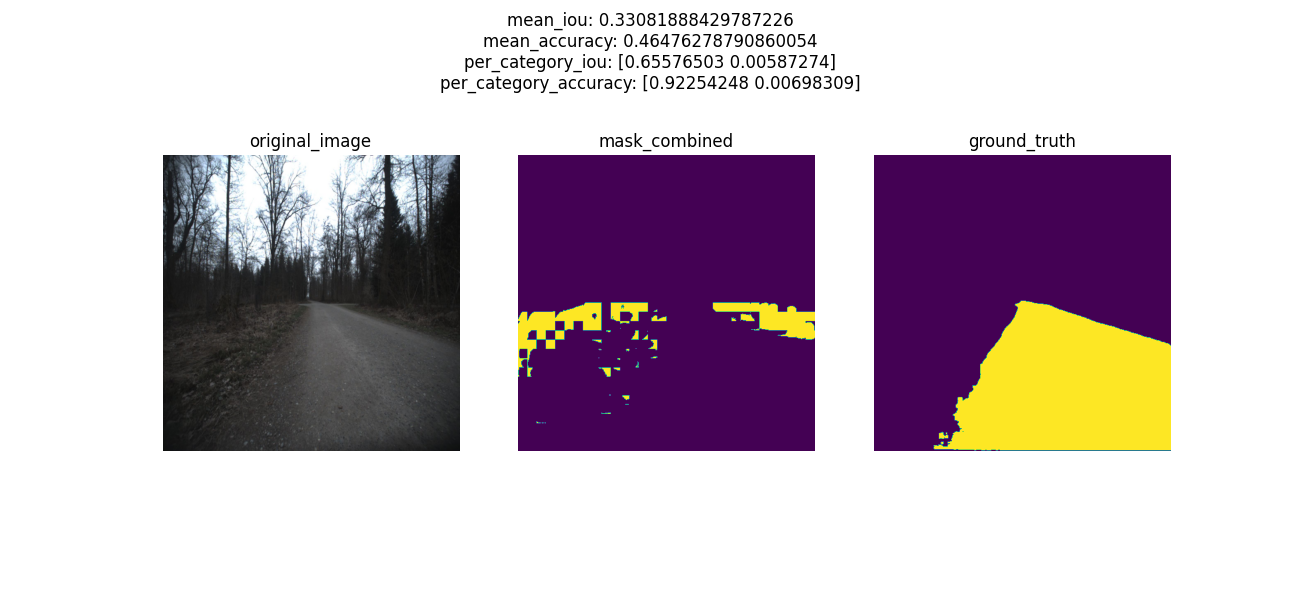 mean_iou: 0.33081888429787226
mean_accuracy: 0.46476278790860054
per_category_iou: [0.65576503 0.00587274]
per_category_accuracy: [0.92254248 0.00698309]
original_image
mask_combined
ground_truth